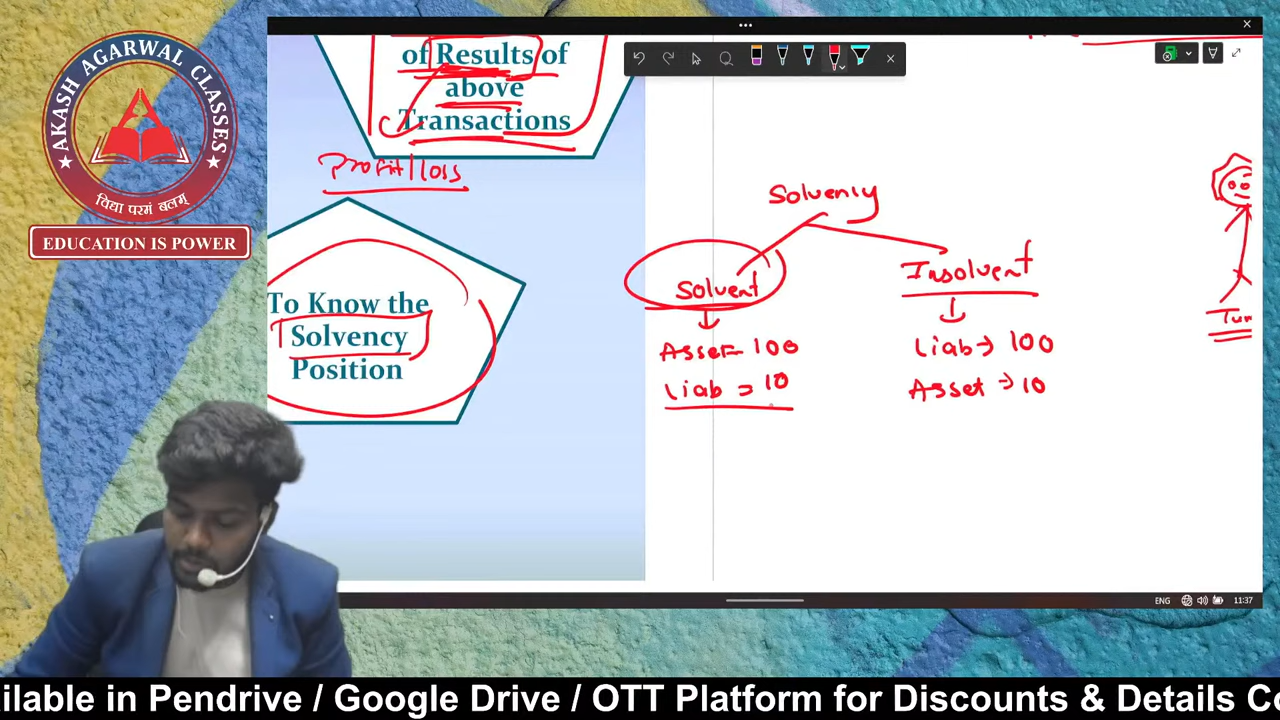 AKASH AGARWAL CLASSES
विद्या परमं बलम्
EDUCATION IS POWER
of Results of
above
Transactions
Profit/loss
To Know the
Solvency
Position
Solvency
Solvent
Asset = 100
Liab = 10
Insolvent
Liab → 100
Asset → 10
Tur
ENG
11:37
ilable in Pendrive / Google Drive / OTT Platform for Discounts & Details Co